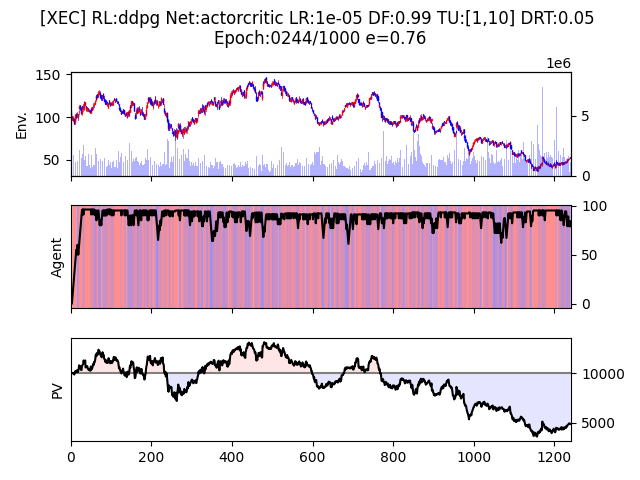 [XEC] RL:ddpg Net:actorcritic LR:1e-05 DF:0.99 TU:[1,10] DRT:0.05
Epoch:0244/1000 e=0.76
1e6
150
100
50
Env.
5
0
Agent
100
50
0
PV
10000
5000
0
200
400
600
800
1000
1200